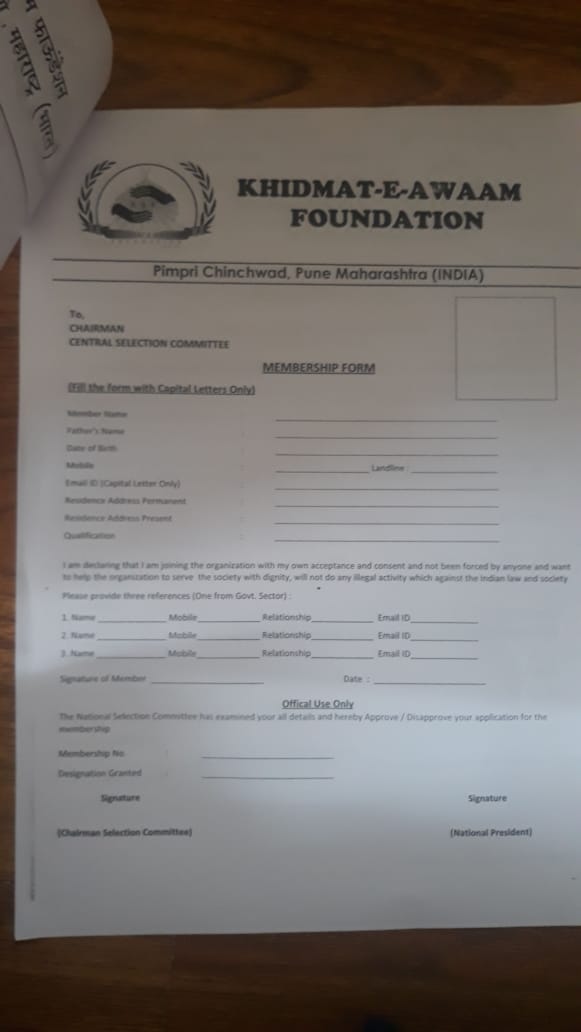 म फाऊंडेशन
, महाराष्ट्र (भारत)
KHIDMAT-E-AWAAM
FOUNDATION
Pimpri Chinchwad, Pune Maharashtra (INDIA)
To,
CHAIRMAN
CENTRAL SELECTION COMMITTEE
MEMBERSHIP FORM
(Fill the form with Capital Letters Only)
Member Name :
Father's Name :
Date of Birth :
Mobile : Landline :
Email ID (Capital Letter Only) :
Residence Address Permanent :
Residence Address Present :
Qualification :
I am declaring that I am joining the organization with my own acceptance and consent and not been forced by anyone and want
to help the organization to serve the society with dignity, will not do any illegal activity which against the Indian law and society
Please provide three references (One from Govt. Sector) :
1. Name Mobile Relationship Email ID
2. Name Mobile Relationship Email ID
3. Name Mobile Relationship Email ID
Signature of Member Date :
Offical Use Only
The National Selection Committee has examined your all details and hereby Approve / Disapprove your application for the
membership
Membership No :
Designation Granted :
Signature Signature
(Chairman Selection Committee) (National President)